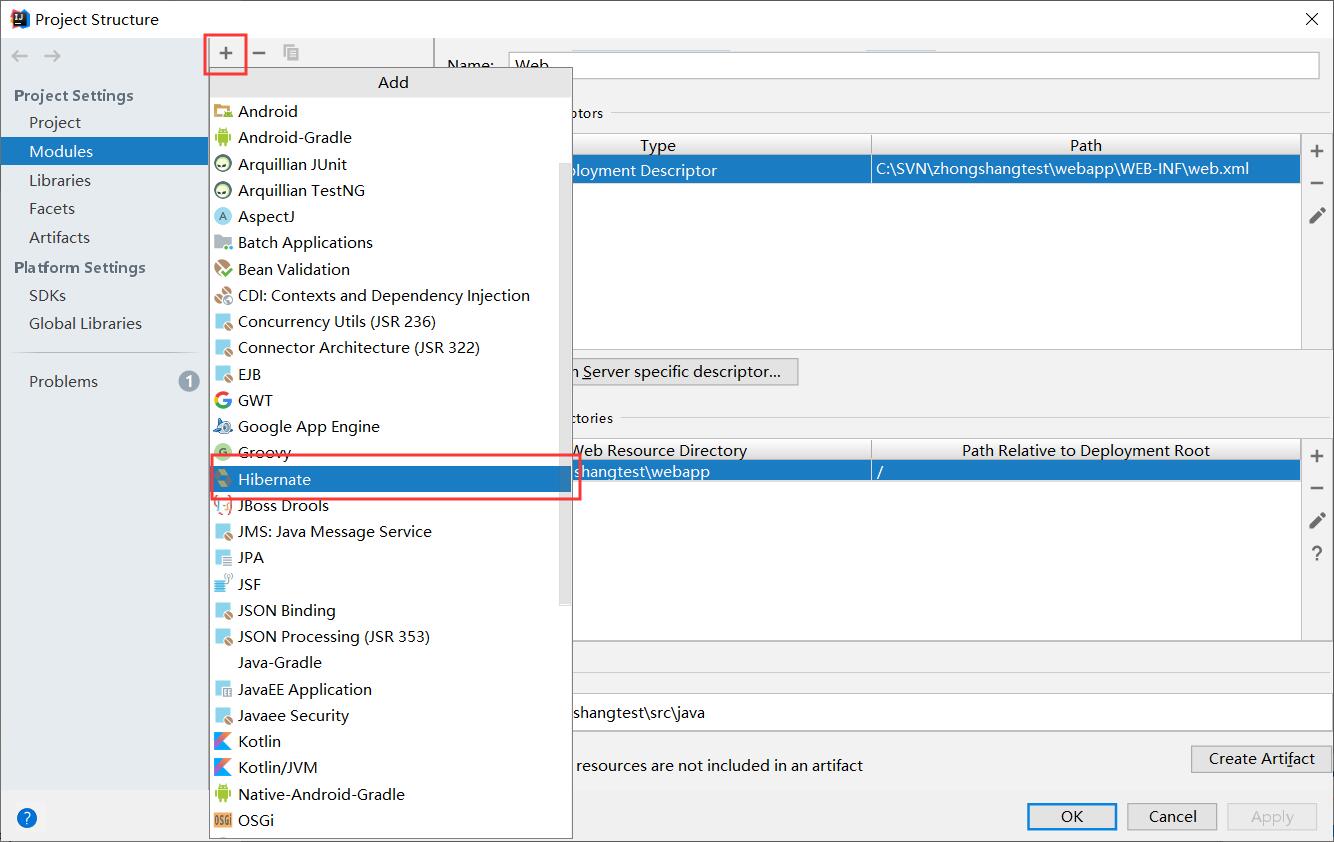 Project Structure
Project Settings
Project
Modules
Libraries
Facets
Artifacts
Platform Settings
SDKs
Global Libraries
Problems 1
Add
Android
Android-Gradle
Arquillian JUnit
Arquillian TestNG
AspectJ
Batch Applications
Bean Validation
CDI: Contexts and Dependency Injection
Concurrency Utils (JSR 236)
Connector Architecture (JSR 322)
EJB
GWT
Google App Engine
Groovy
Hibernate
JBoss Drools
JMS: Java Message Service
JPA
JSF
JSON Binding
JSON Processing (JSR 353)
Java-Gradle
JavaEE Application
Javaee Security
Kotlin
Kotlin/JVM
Native-Android-Gradle
OSGi
Name: Web
ptors
Type Path
ployment Descriptor C:\SVN\zhongshangtest\webapp\WEB-INF\web.xml
Server specific descriptor...
ctories
Web Resource Directory Path Relative to Deployment Root
shangtest\webapp /
shangtest\src\java
resources are not included in an artifact
Create Artifact
OK Cancel Apply